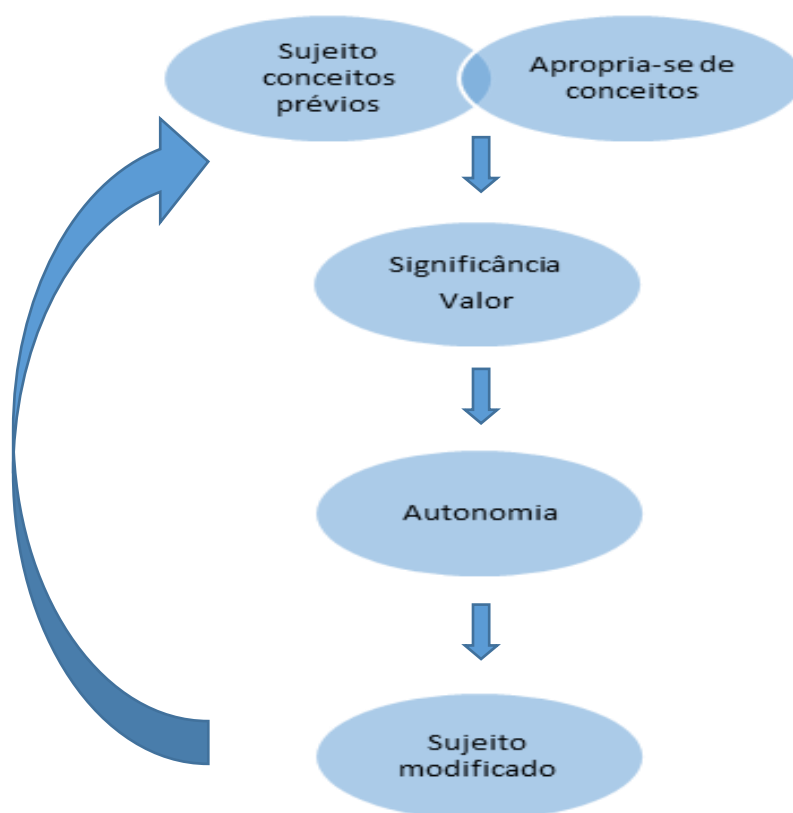 Sujeito
conceitos
prévios
Apropria-se de
conceitos
Significância
Valor
Autonomia
Sujeito
modificado